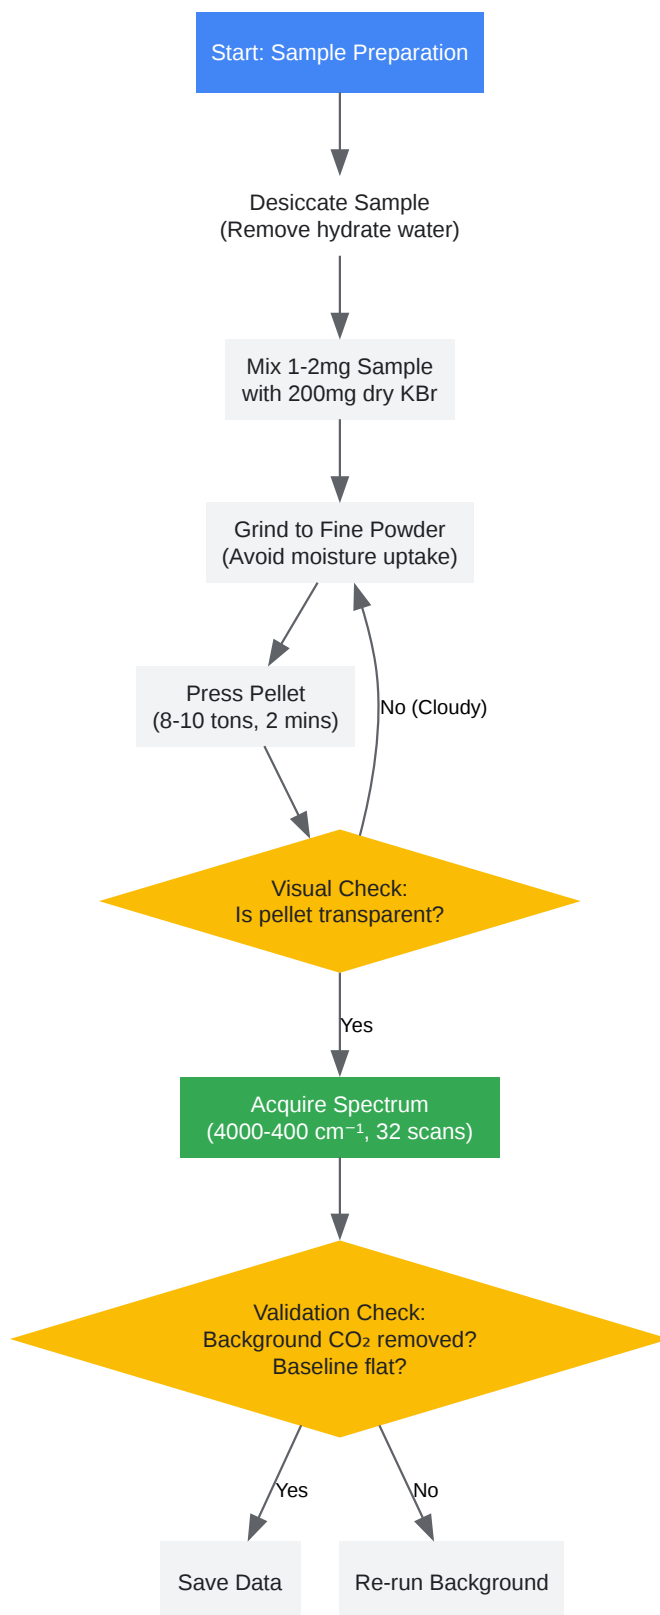 Start: Sample Preparation
Desiccate Sample
(Remove hydrate water)
Mix 1-2mg Sample
with 200mg dry KBr
Grind to Fine Powder
(Avoid moisture uptake)
Press Pellet
(8-10 tons, 2 mins)
No (Cloudy)
Visual Check:
Is pellet transparent?
Yes
Acquire Spectrum
(4000-400 cm⁻¹, 32 scans)
Validation Check:
Background CO₂ removed?
Baseline flat?
Yes
No
Save Data
Re-run Background